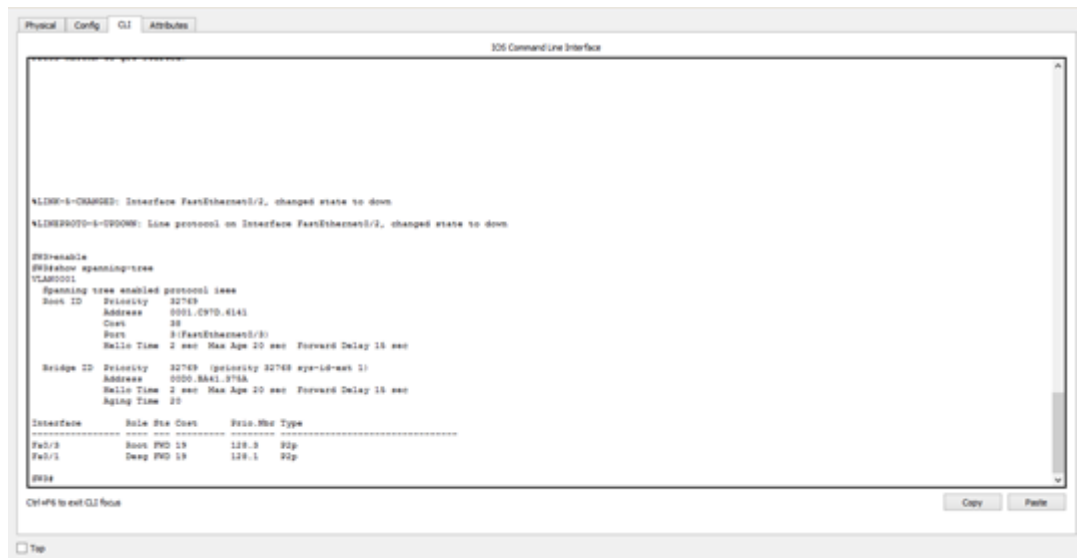 Physical Config CLI Attributes
IOS Command Line Interface
%LINK-5-CHANGED: Interface FastEthernet0/2, changed state to down
%LINEPROTO-5-UPDOWN: Line protocol on Interface FastEthernet0/2, changed state to down
SW3>enable
SW3#show spanning-tree
VLAN0001
Spanning tree enabled protocol ieee
Root ID Priority 32769
Address 0001.C97D.6141
Cost 38
Port 3(FastEthernet0/3)
Hello Time 2 sec Max Age 20 sec Forward Delay 15 sec
Bridge ID Priority 32769 (priority 32768 sys-id-ext 1)
Address
Hello Time 2 sec Max Age 20 sec Forward Delay 15 sec
Aging Time 20
Interface Role Sts Cost Prio.Nbr Type
---------------- ---- --- --------- -------- --------------------------------
Fa0/3 Root FWD 19 128.3 P2p
Fa0/1 Desg FWD 19 128.1 P2p
SW3#
Ctrl+F6 to exit CLI focus
Copy Paste
Top